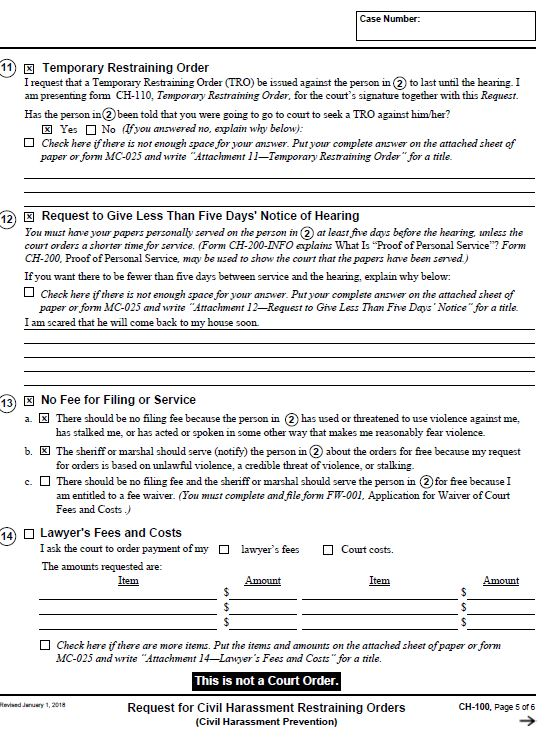 Case Number:
11 Temporary Restraining Order
I request that a Temporary Restraining Order (TRO) be issued against the person in 2 to last until the hearing. I
am presenting form CH-110, Temporary Restraining Order, for the court's signature together with this Request.
Has the person in 2 been told that you were going to go to court to seek a TRO against him/her?
x Yes No (If you answered no, explain why below):
Check here if there is not enough space for your answer. Put your complete answer on the attached sheet of
paper or form MC-025 and write "Attachment 11—Temporary Restraining Order" for a title.
12 x Request to Give Less Than Five Days' Notice of Hearing
You must have your papers personally served on the person in 2 at least five days before the hearing, unless the
court orders a shorter time for service. (Form CH-200-INFO explains What Is "Proof of Personal Service"? Form
CH-200, Proof of Personal Service, may be used to show the court that the papers have been served.)
If you want there to be fewer than five days between service and the hearing, explain why below:
Check here if there is not enough space for your answer. Put your complete answer on the attached sheet of
paper or form MC-025 and write "Attachment 12—Request to Give Less Than Five Days' Notice" for a title.
I am scared that he will come back to my house soon.
13 x No Fee for Filing or Service
a. x There should be no filing fee because the person in 2 has used or threatened to use violence against me,
has stalked me, or has acted or spoken in some other way that makes me reasonably fear violence.
b. x The sheriff or marshal should serve (notify) the person in 2 about the orders for free because my request
for orders is based on unlawful violence, a credible threat of violence, or stalking.
c. There should be no filing fee and the sheriff or marshal should serve the person in 2 for free because I
am entitled to a fee waiver. (You must complete and file form FW-001, Application for Waiver of Court
Fees and Costs .)
14 Lawyer's Fees and Costs
I ask the court to order payment of my lawyer's fees Court costs.
The amounts requested are:
Item Amount Item Amount
$ $
$ $
$ $
Check here if there are more items. Put the items and amounts on the attached sheet of paper or form
MC-025 and write "Attachment 14—Lawyer's Fees and Costs" for a title.
This is not a Court Order.
Revised January 1, 2018 Request for Civil Harassment Restraining Orders CH-100, Page 5 of 6
(Civil Harassment Prevention)